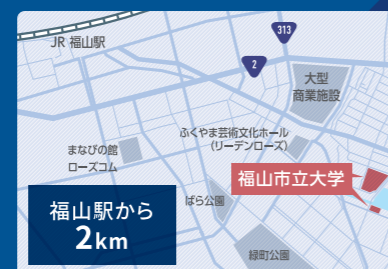 JR 福山駅
313
2
大型
商業施設
ふくやま芸術文化ホール
(リーデンローズ)
まなびの館
ローズコム
福山市立大学
ばら公園
福山駅から
2km
緑町公園